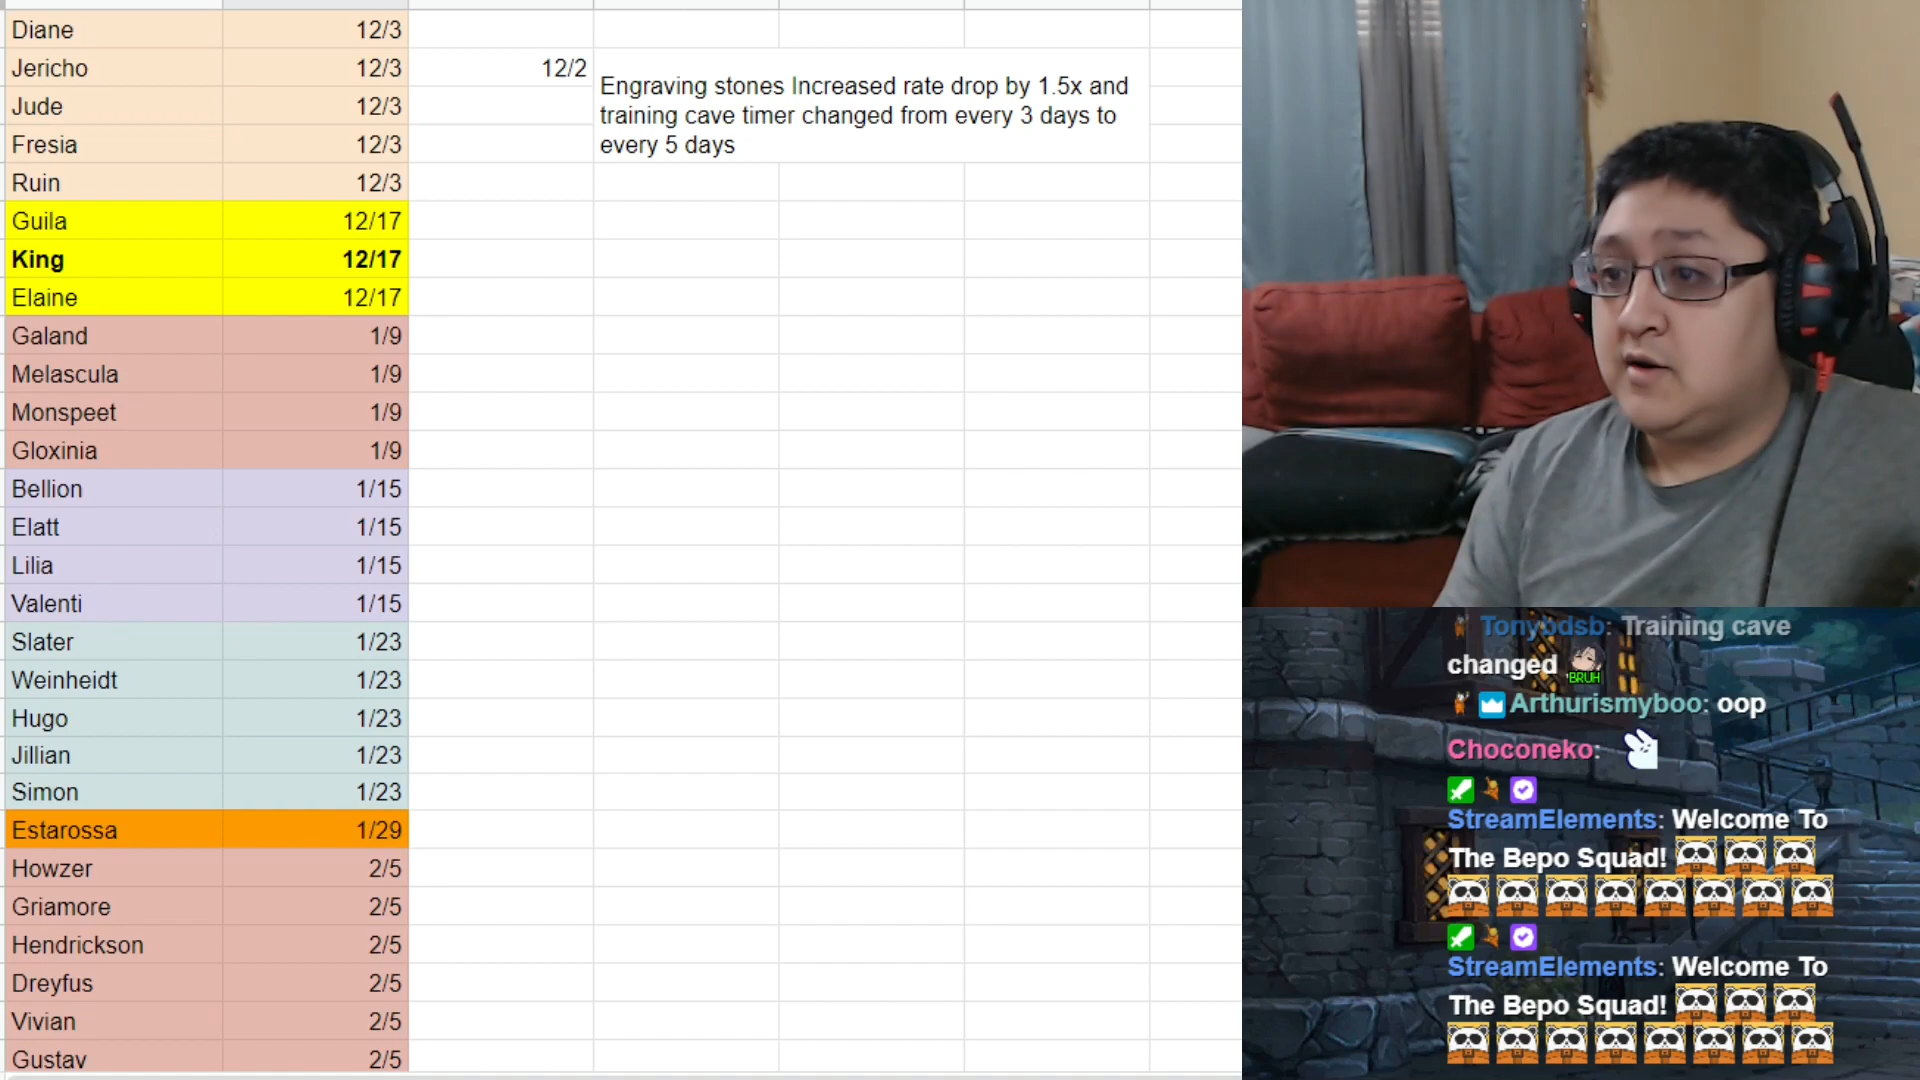 Diane 12/3
Jericho 12/3 12/2
Engraving stones Increased rate drop by 1.5x and
training cave timer changed from every 3 days to
every 5 days
Jude 12/3
Fresia 12/3
Ruin 12/3
Guila 12/17
King 12/17
Elaine 12/17
Galand 1/9
Melascula 1/9
Monspeet 1/9
Gloxinia 1/9
Bellion 1/15
Elatt 1/15
Lilia 1/15
Valenti 1/15
Slater 1/23
Weinheidt 1/23
Hugo 1/23
Jillian 1/23
Simon 1/23
Estarossa 1/29
Howzer 2/5
Griamore 2/5
Hendrickson 2/5
Dreyfus 2/5
Vivian 2/5
Gustav 2/5
Tonybdsb: Training cave
changed BRUH
Arthurismyboo: oop
Choconeko:
StreamElements: Welcome To
The Bepo Squad!
StreamElements: Welcome To
The Bepo Squad!